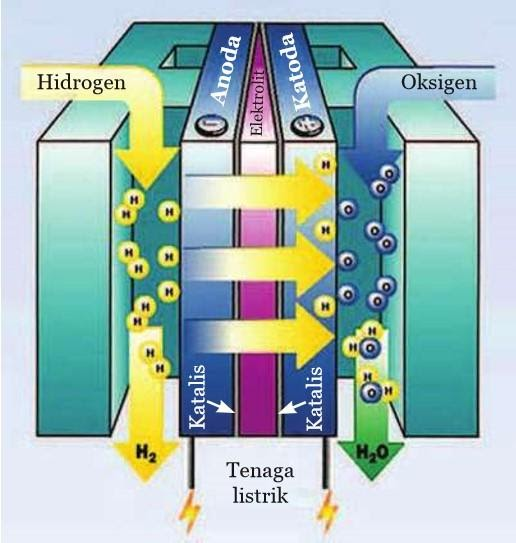 Hidrogen
Anoda
Elektrolit
Katoda
Oksigen
−
+
H
H
H
H
H
H
H
H
H
H
H
H
H
H
O
O
O
O
O
O
O
O
O
H
H
O
H
O
H
Katalis
Katalis
H₂
H₂O
Tenaga
listrik